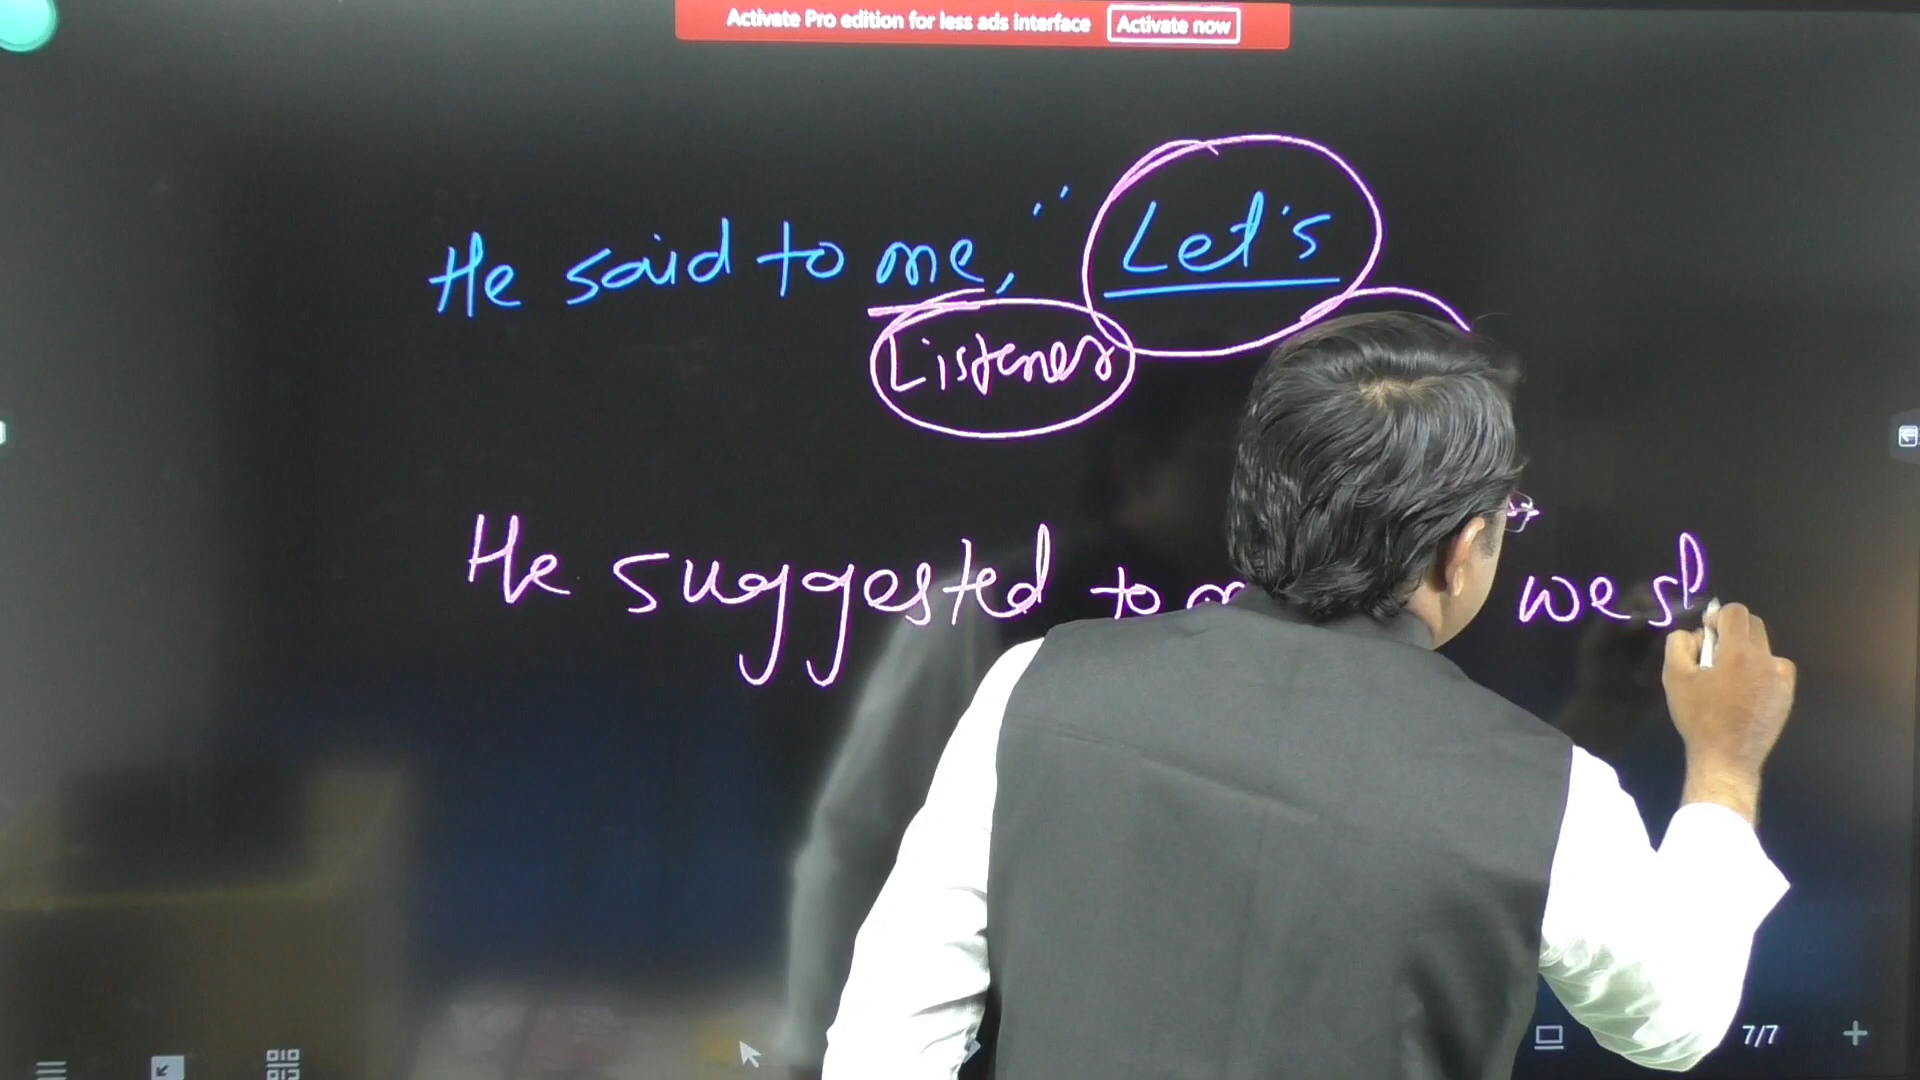 Activate Pro edition for less ads interface Activate now
He said to me, " Let's
Listener
He suggested to we sh
7/7